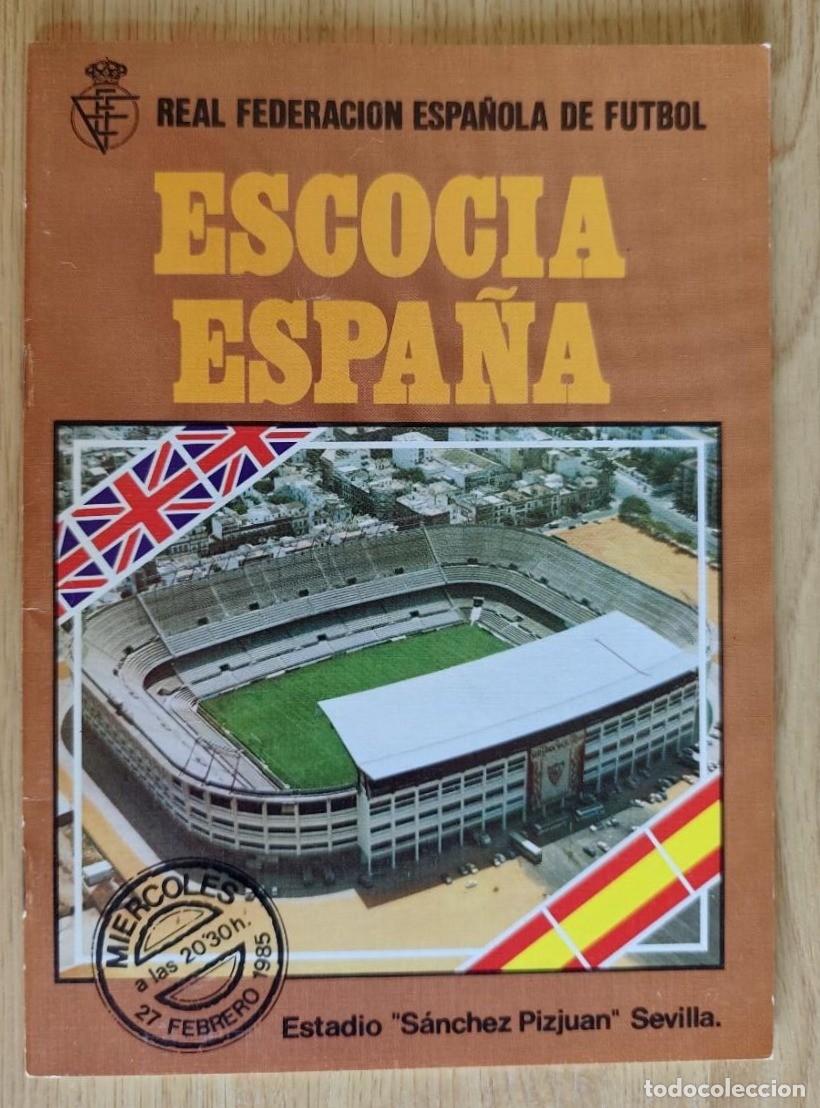 REAL FEDERACION ESPAÑOLA DE FUTBOL
ESCOCIA
ESPAÑA
MIERCOLES
a las 20'30h.
27 FEBRERO 1985
Estadio "Sánchez Pizjuan" Sevilla.
todocoleccion